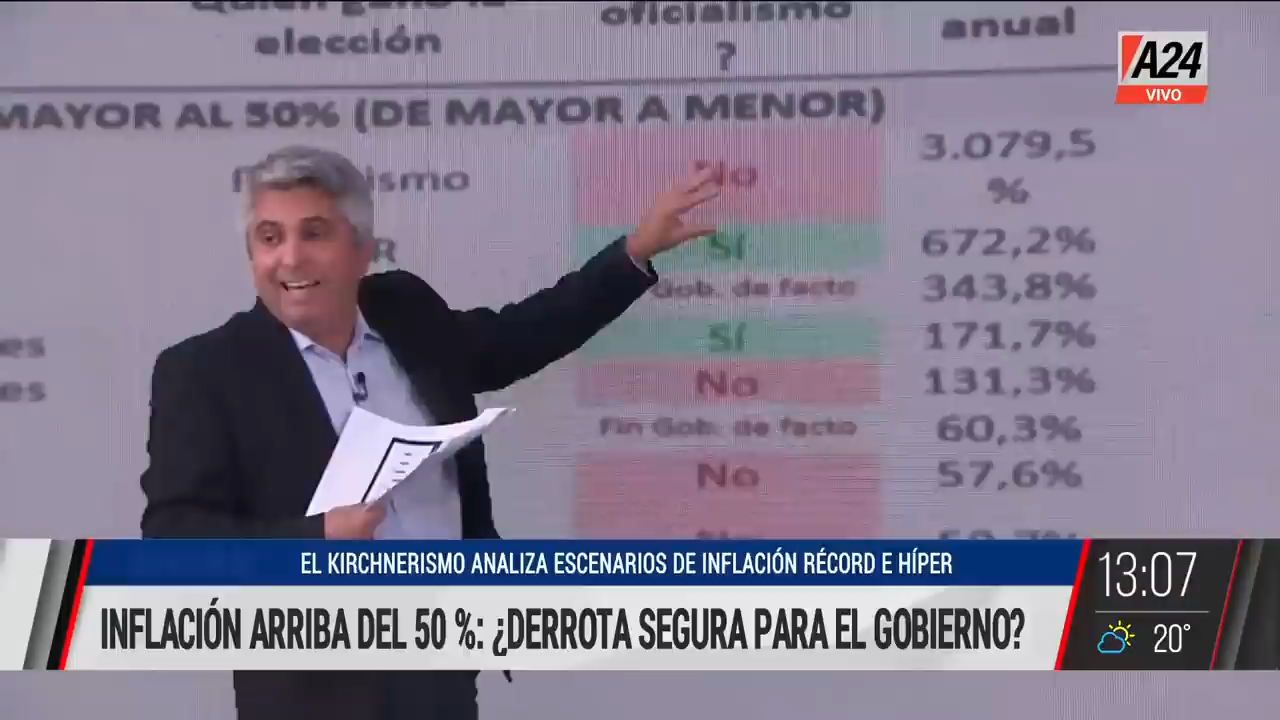 elección
oficialismo
?
anual
A24
VIVO
MAYOR AL 50% (DE MAYOR A MENOR)
ismo
No
3.079,5
%
R
Sí
672,2%
Gob. de facto
343,8%
es
Sí
171,7%
es
No
131,3%
Fin Gob. de facto
60,3%
No
57,6%
EL KIRCHNERISMO ANALIZA ESCENARIOS DE INFLACIÓN RÉCORD E HÍPER
INFLACIÓN ARRIBA DEL 50 %: ¿DERROTA SEGURA PARA EL GOBIERNO?
13:07
20°